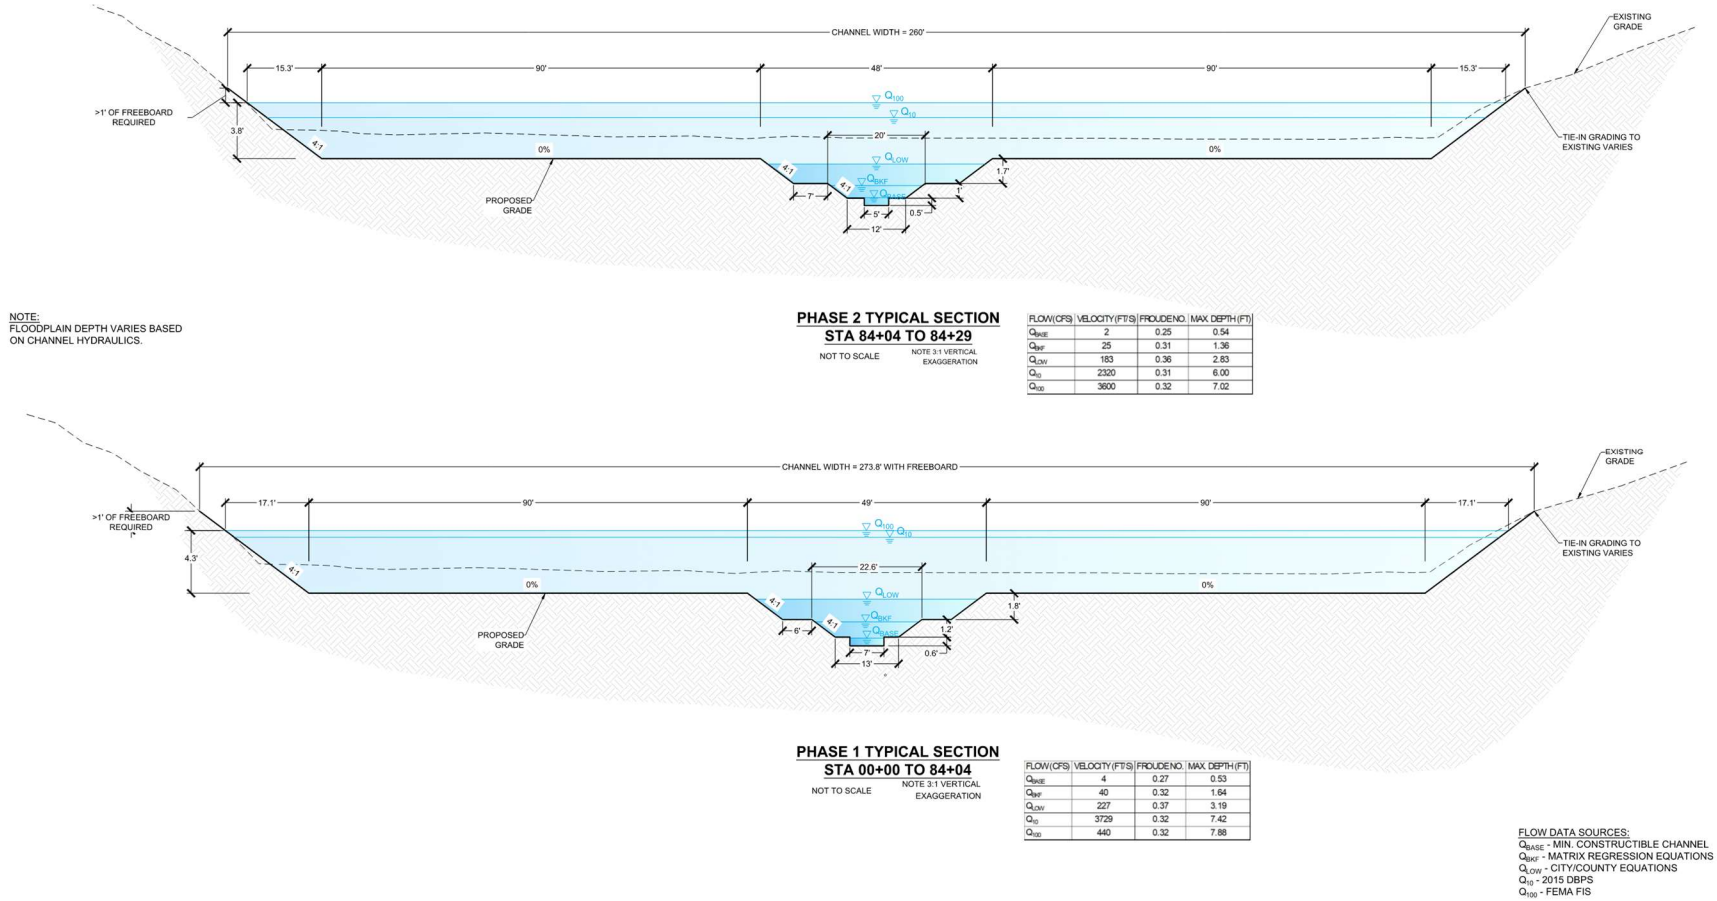 EXISTING
GRADE
CHANNEL WIDTH = 260'
15.3'
90'
48'
90'
15.3'
>1' OF FREEBOARD
REQUIRED
3.8'
4:1
Q100
Q10
20'
0%
0%
QLOW
TIE-IN GRADING TO
EXISTING VARIES
4:1
1.7'
QBKF
4:1
7'
QBASE
1'
PROPOSED
GRADE
5'
0.5'
12'
NOTE:
FLOODPLAIN DEPTH VARIES BASED
ON CHANNEL HYDRAULICS.
PHASE 2 TYPICAL SECTION
STA 84+04 TO 84+29
NOT TO SCALE
NOTE 3:1 VERTICAL
EXAGGERATION
FLOW (CFS) VELOCITY (FT/S) FROUDE NO. MAX. DEPTH (FT)
QBASE 2 0.25 0.54
QBKF 25 0.31 1.36
QLOW 183 0.36 2.83
Q10 2320 0.31 6.00
Q100 3600 0.32 7.02
EXISTING
GRADE
CHANNEL WIDTH = 273.8' WITH FREEBOARD
17.1'
90'
49'
90'
17.1'
>1' OF FREEBOARD
REQUIRED
4.3'
4:1
Q100
Q10
TIE-IN GRADING TO
EXISTING VARIES
22.6'
0%
0%
QLOW
4:1
1.8'
QBKF
4:1
6'
QBASE
1.2'
PROPOSED
GRADE
7'
0.6'
13'
PHASE 1 TYPICAL SECTION
STA 00+00 TO 84+04
NOT TO SCALE
NOTE 3:1 VERTICAL
EXAGGERATION
FLOW (CFS) VELOCITY (FT/S) FROUDE NO. MAX. DEPTH (FT)
QBASE 4 0.27 0.53
QBKF 40 0.32 1.64
QLOW 227 0.37 3.19
Q10 3729 0.32 7.42
Q100 440 0.32 7.88
FLOW DATA SOURCES:
QBASE - MIN. CONSTRUCTIBLE CHANNEL
QBKF - MATRIX REGRESSION EQUATIONS
QLOW - CITY/COUNTY EQUATIONS
Q10 - 2015 DBPS
Q100 - FEMA FIS